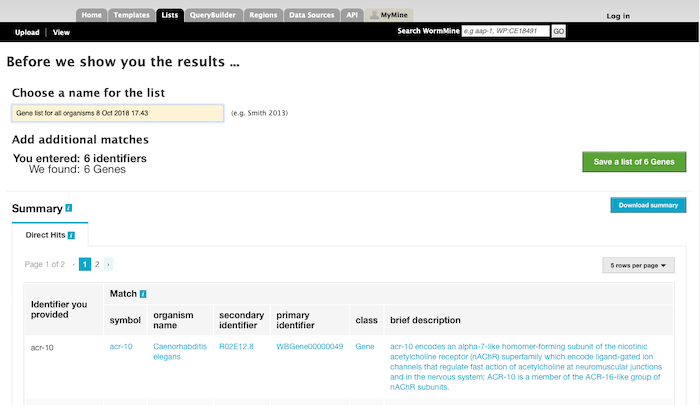 Home Templates Lists QueryBuilder Regions Data Sources API MyMine Log in
Upload View Search WormMine e.g aap-1, WP:CE18491 GO
Before we show you the results ...
Choose a name for the list
Gene list for all organisms 8 Oct 2018 17.43 (e.g. Smith 2013)
Add additional matches
You entered: 6 identifiers
We found: 6 Genes
Save a list of 6 Genes
Summary i
Download summary
Direct Hits i
Page 1 of 2 ‹ 1 2 ›
5 rows per page
Identifier you provided
Match i
symbol
organism name
secondary identifier
primary identifier
class
brief description
acr-10
acr-10
Caenorhabditis
elegans
R02E12.8
WBGene00000049
Gene
acr-10 encodes an alpha-7-like homomer-forming subunit of the nicotinic
acetylcholine receptor (nAChR) superfamily which encode ligand-gated ion
channels that regulate fast action of acetylcholine at neuromuscular junctions
and in the nervous system; ACR-10 is a member of the ACR-16-like group of
nAChR subunits.